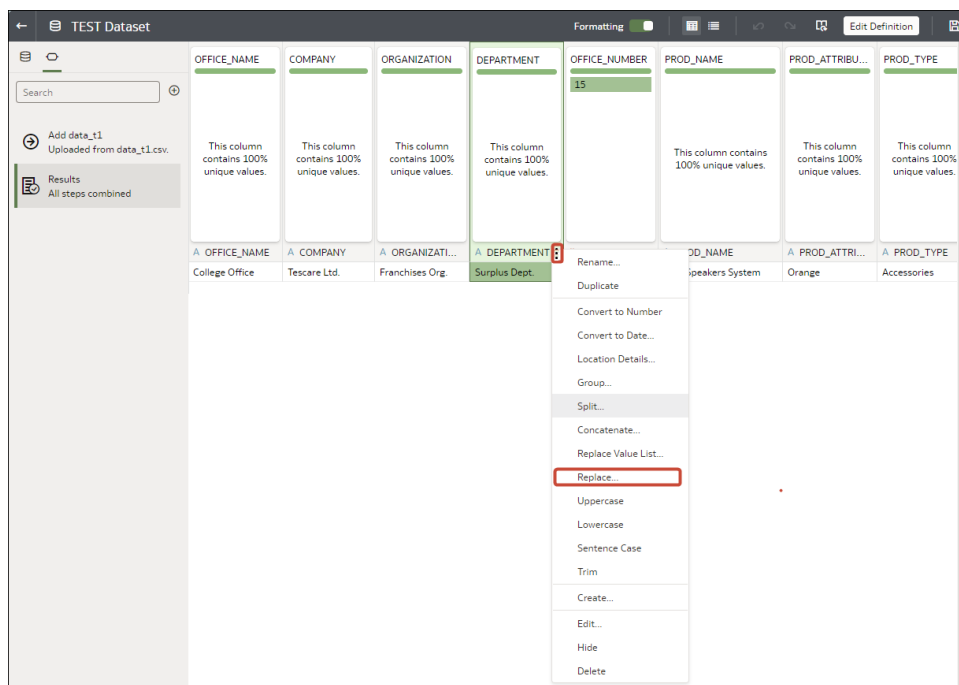 TEST Dataset
Formatting
Edit Definition
Search
Add data_t1
Uploaded from data_t1.csv.
Results
All steps combined
OFFICE_NAME
COMPANY
ORGANIZATION
DEPARTMENT
OFFICE_NUMBER
PROD_NAME
PROD_ATTRIBU...
PROD_TYPE
15
This column
contains 100%
unique values.
This column
contains 100%
unique values.
This column
contains 100%
unique values.
This column
contains 100%
unique values.
This column contains
100% unique values.
This column
contains 100%
unique values.
This column
contains 100%
unique values.
A OFFICE_NAME
A COMPANY
A ORGANIZATI...
A DEPARTMENT
OD_NAME
A PROD_ATTRI...
A PROD_TYPE
College Office
Tescare Ltd.
Franchises Org.
Surplus Dept.
Speakers System
Orange
Accessories
Rename...
Duplicate
Convert to Number
Convert to Date...
Location Details...
Group...
Split...
Concatenate...
Replace Value List...
Replace...
Uppercase
Lowercase
Sentence Case
Trim
Create...
Edit...
Hide
Delete